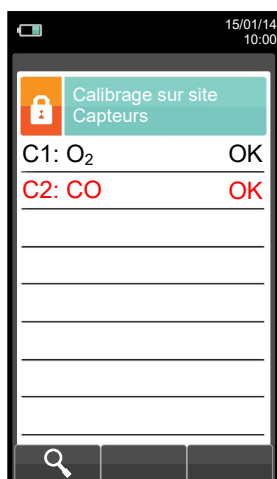 15/01/14
10:00
Calibrage sur site
Capteurs
C1: O₂ OK
C2: CO OK